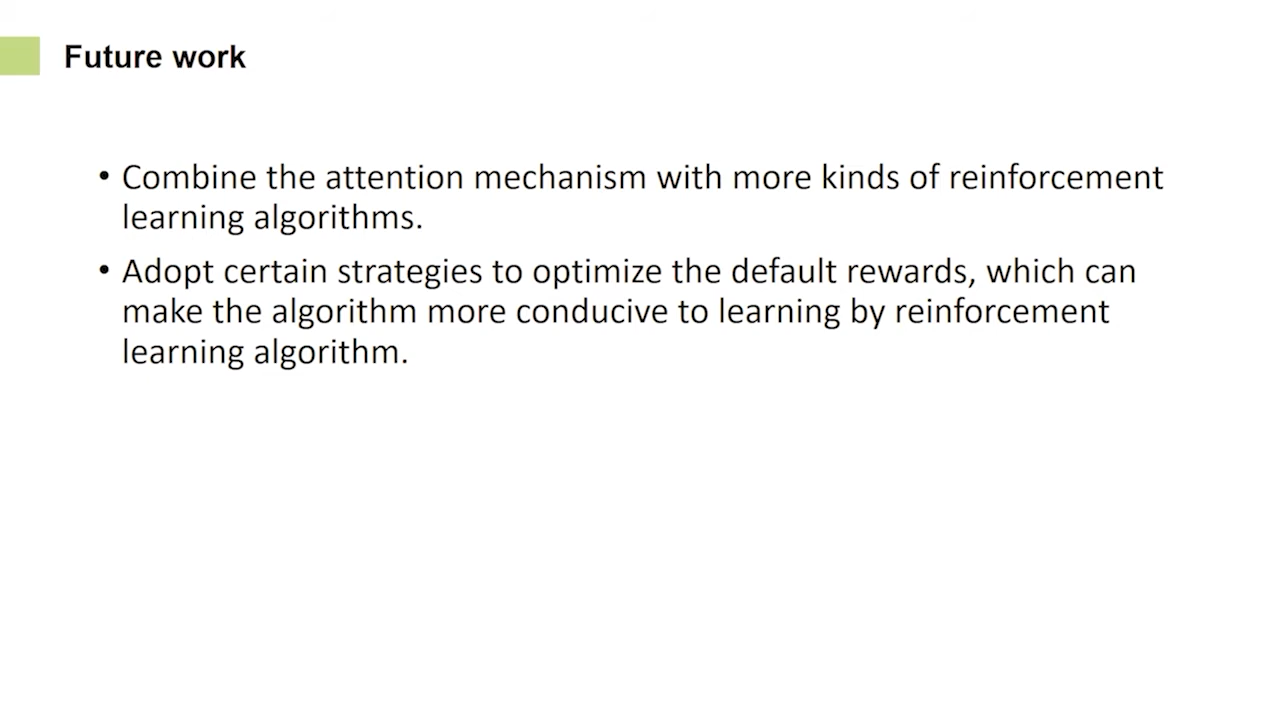 Future work
• Combine the attention mechanism with more kinds of reinforcement
learning algorithms.
• Adopt certain strategies to optimize the default rewards, which can
make the algorithm more conducive to learning by reinforcement
learning algorithm.